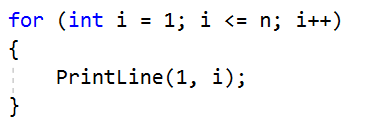 for (int i = 1; i <= n; i++)
{
    PrintLine(1, i);
}